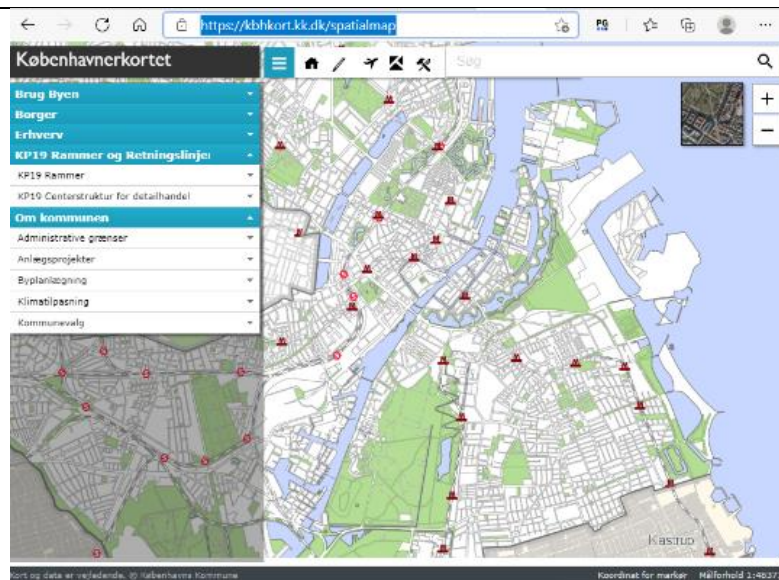 https://kbhkort.kk.dk/spatialmap
PG
Københavnerkortet
Søg
Brug Byen
Borger
Erhverv
KP19 Rammer og Retningslinjer
KP19 Rammer
KP19 Centerstruktur for detailhandel
Om kommunen
Administrative grænser
Anlægsprojekter
Byplanlægning
Klimatilpasning
Kommunevalg
Kastrup
Kort og data er vejledende, © Københavns Kommune
Koordinat for markør Målforhold